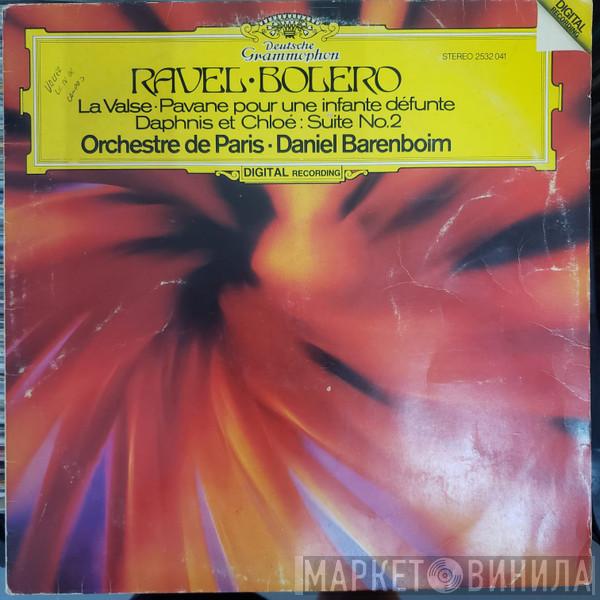 DIGITAL
RECORDING
Deutsche
Grammophon
STEREO 2532 041
RAVEL · BOLERO
La Valse · Pavane pour une infante défunte
Daphnis et Chloé : Suite No. 2
Orchestre de Paris · Daniel Barenboim
DIGITAL RECORDING
МАРКЕТ ВИНИЛА